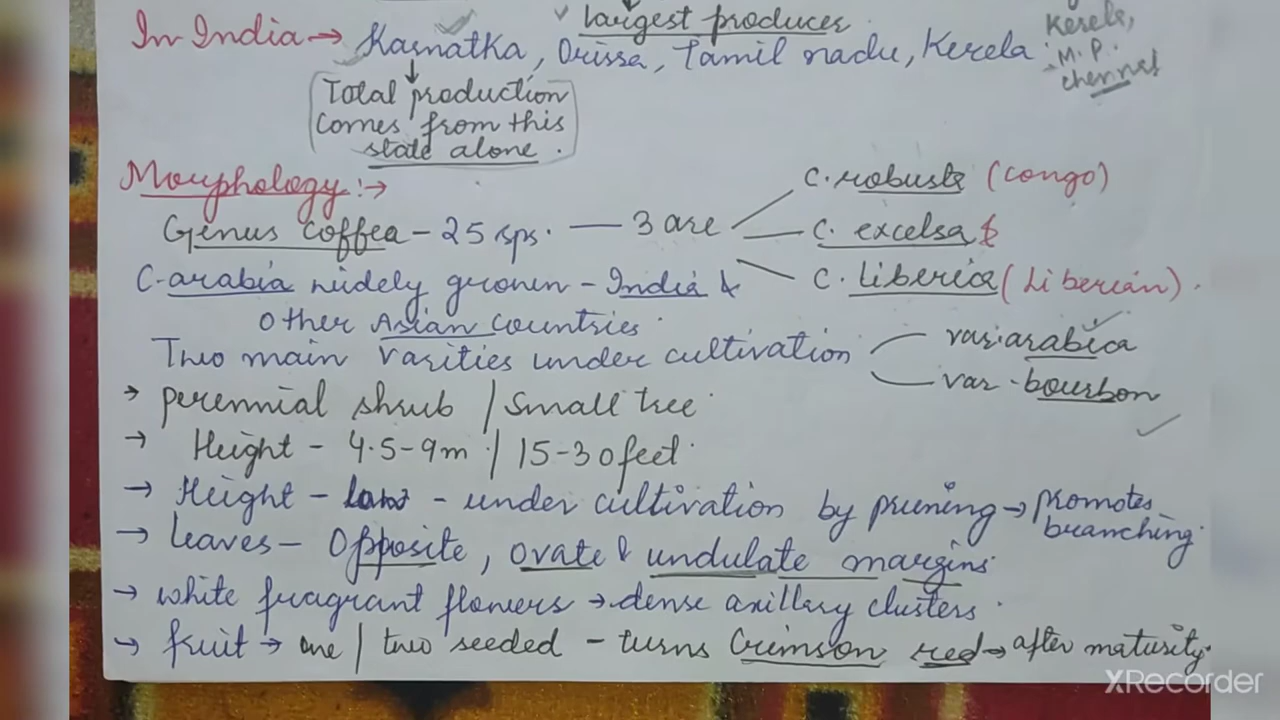 largest producer
In India → Karnatka, Orissa, Tamil nadu, Kerela
Kerela,
M.P.
chennai
Total production
comes from this
state alone.
Morphology :→
Genus coffea - 25 sps. — 3 are
C. robusta (congo)
C. excelsa
C. Liberica (Liberian).
C-arabia widely grown - India &
other Asian countries.
Two main varities under cultivation
var. arabica
var. bourbon
→ perennial shrub / Small tree.
→ Height - 4.5-9m / 15-30 feet.
→ Height - low - under cultivation by pruning → promotes branching.
→ leaves - Opposite, ovate & undulate margins.
→ white fragrant flowers → dense axillary clusters.
→ fruit → one / two seeded - turns Crimson red → after maturity.
XRecorder